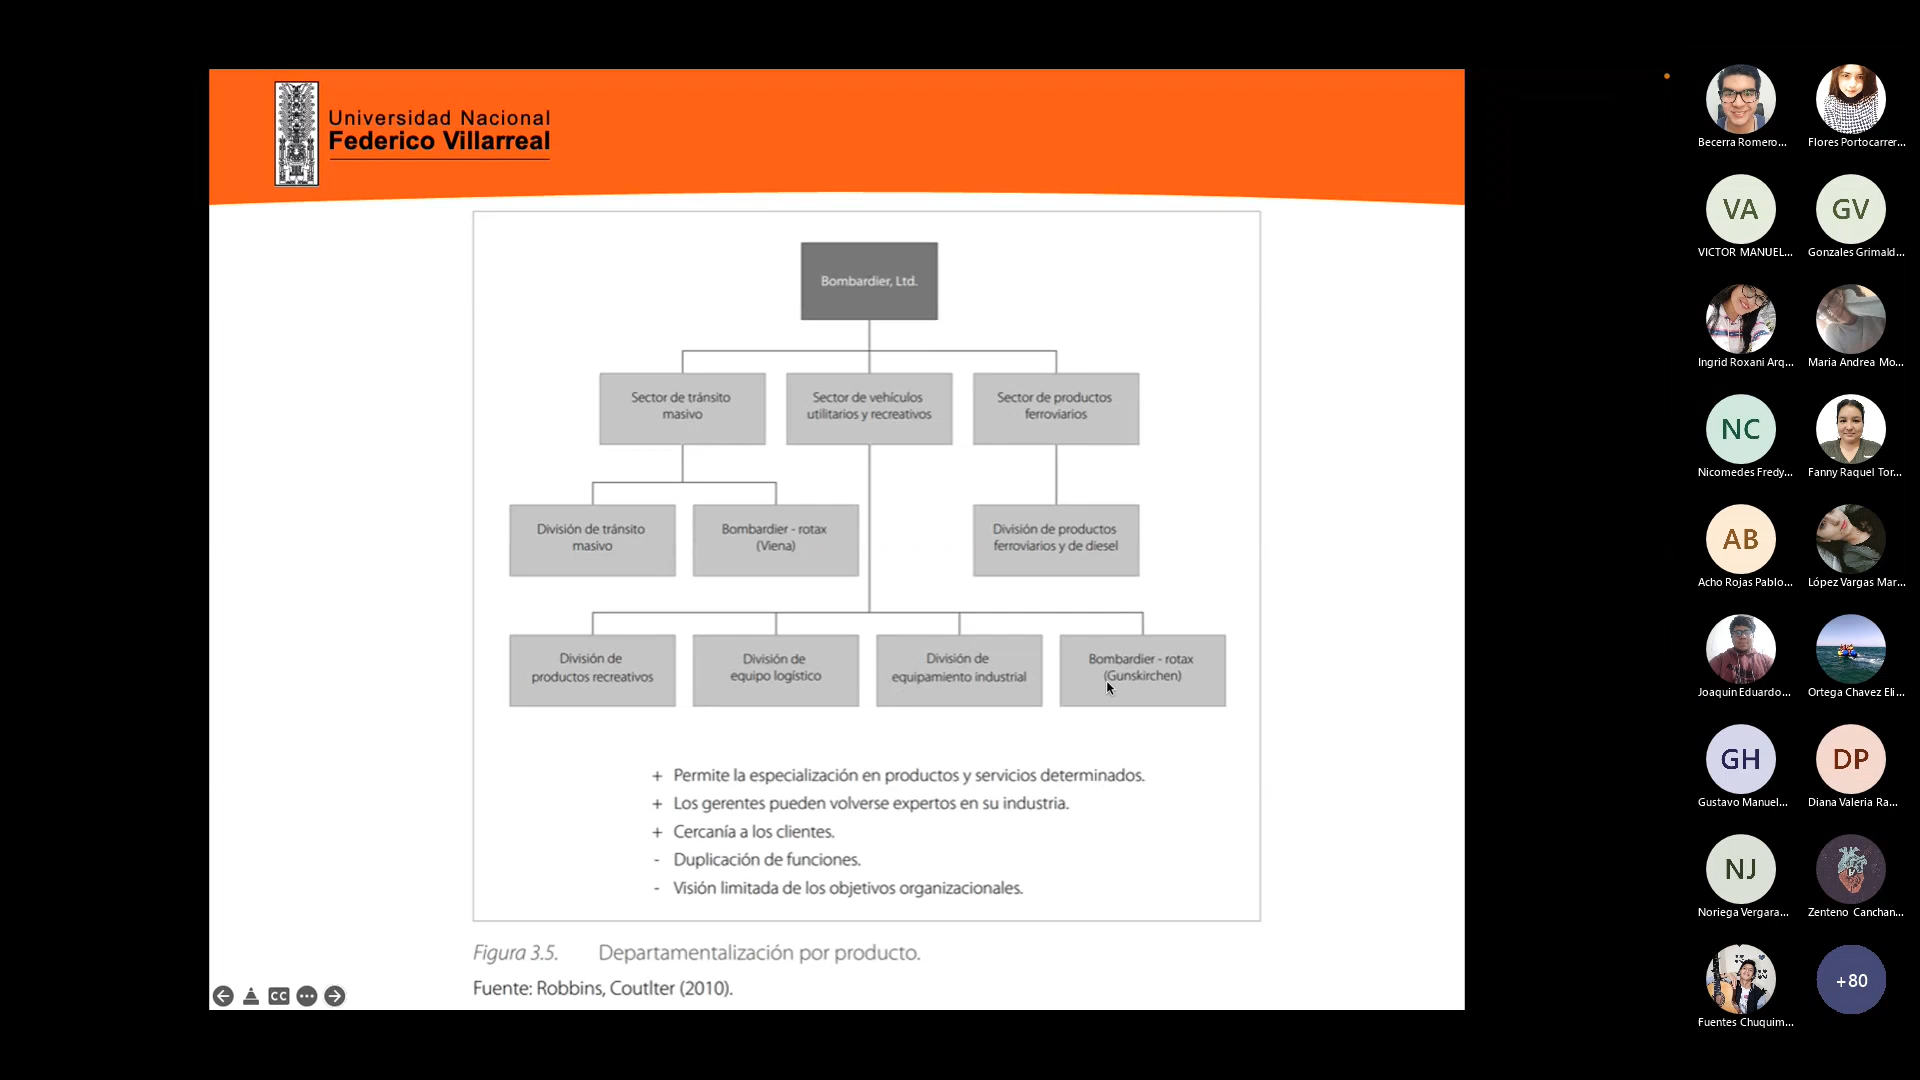 Universidad Nacional
Federico Villarreal
Bombardier, Ltd.
Sector de tránsito
masivo
Sector de vehículos
utilitarios y recreativos
Sector de productos
ferroviarios
División de tránsito
masivo
Bombardier - rotax
(Viena)
División de productos
ferroviarios y de diesel
División de
productos recreativos
División de
equipo logístico
División de
equipamiento industrial
Bombardier - rotax
(Gunskirchen)
+ Permite la especialización en productos y servicios determinados.
+ Los gerentes pueden volverse expertos en su industria.
+ Cercanía a los clientes.
- Duplicación de funciones.
- Visión limitada de los objetivos organizacionales.
Figura 3.5. Departamentalización por producto.
Fuente: Robbins, Coutlter (2010).
CC
Becerra Romero...
Flores Portocarrer...
VA
VICTOR MANUEL...
GV
Gonzales Grimald...
Ingrid Roxani Arq...
Maria Andrea Mo...
NC
Nicomedes Fredy...
Fanny Raquel Tor...
AB
Acho Rojas Pablo...
López Vargas Mar...
Joaquin Eduardo...
Ortega Chavez Eli...
GH
Gustavo Manuel...
DP
Diana Valeria Ra...
NJ
Noriega Vergara...
Zenteno Canchan...
Fuentes Chuquim...
+80